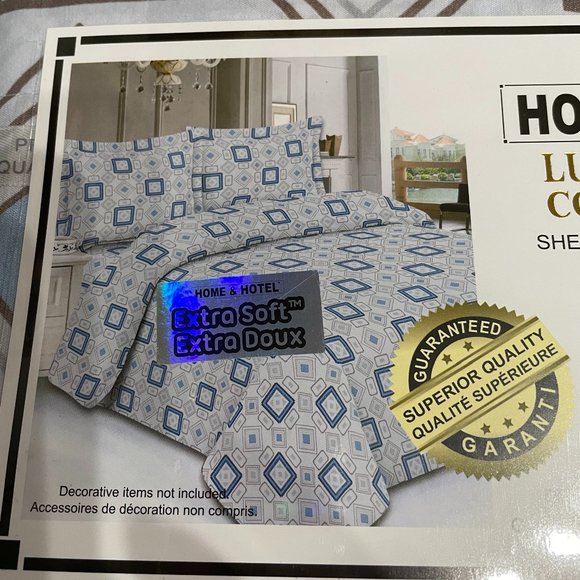 HO
LU
CO
SHE
HOME & HOTEL
Extra Soft™
Extra Doux
GUARANTEED
SUPERIOR QUALITY
QUALITÉ SUPÉRIEURE
GARANTI
Decorative items not included.
Accessoires de décoration non compris.